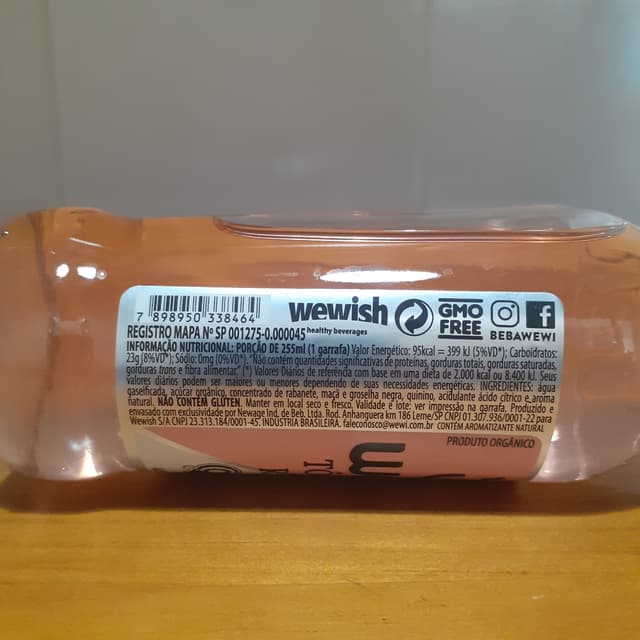 7 898950 338464
wewish
healthy beverages
GMO
FREE
BEBAWEWI
REGISTRO MAPA Nº SP 001275-0.000045
INFORMAÇÃO NUTRICIONAL: PORÇÃO DE 255ml (1 garrafa) Valor Energético: 95kcal = 399 kJ (5%VD*); Carboidratos:
23g (8%VD*); Sódio: 0mg (0%VD*). "Não contém quantidades significativas de proteínas, gorduras totais, gorduras saturadas,
gorduras trans e fibra alimentar." (*) Valores Diários de referência com base em uma dieta de 2.000 kcal ou 8.400 kJ. Seus
Valores diários podem ser maiores ou menores dependendo de suas necessidades energéticas. INGREDIENTES: água
gaseificada, açúcar orgânico, concentrado de rabanete, maçã e groselha negra, quinino, acidulante ácido cítrico e aroma
natural. NÃO CONTÉM GLÚTEN. Manter em local seco e fresco. Validade e lote: ver impressão na garrafa. Produzido e
envasado com exclusividade por Newage Ind. de Beb. Ltda. Rod. Anhanguera km 186 Leme/SP CNPJ 01.307.936/0001-22 para
Wewish S/A CNPJ 23.313.184/0001-45. INDUSTRIA BRASILEIRA. faleconosco@wewi.com.br CONTÉM AROMATIZANTE NATURAL
PRODUTO ORGÂNICO